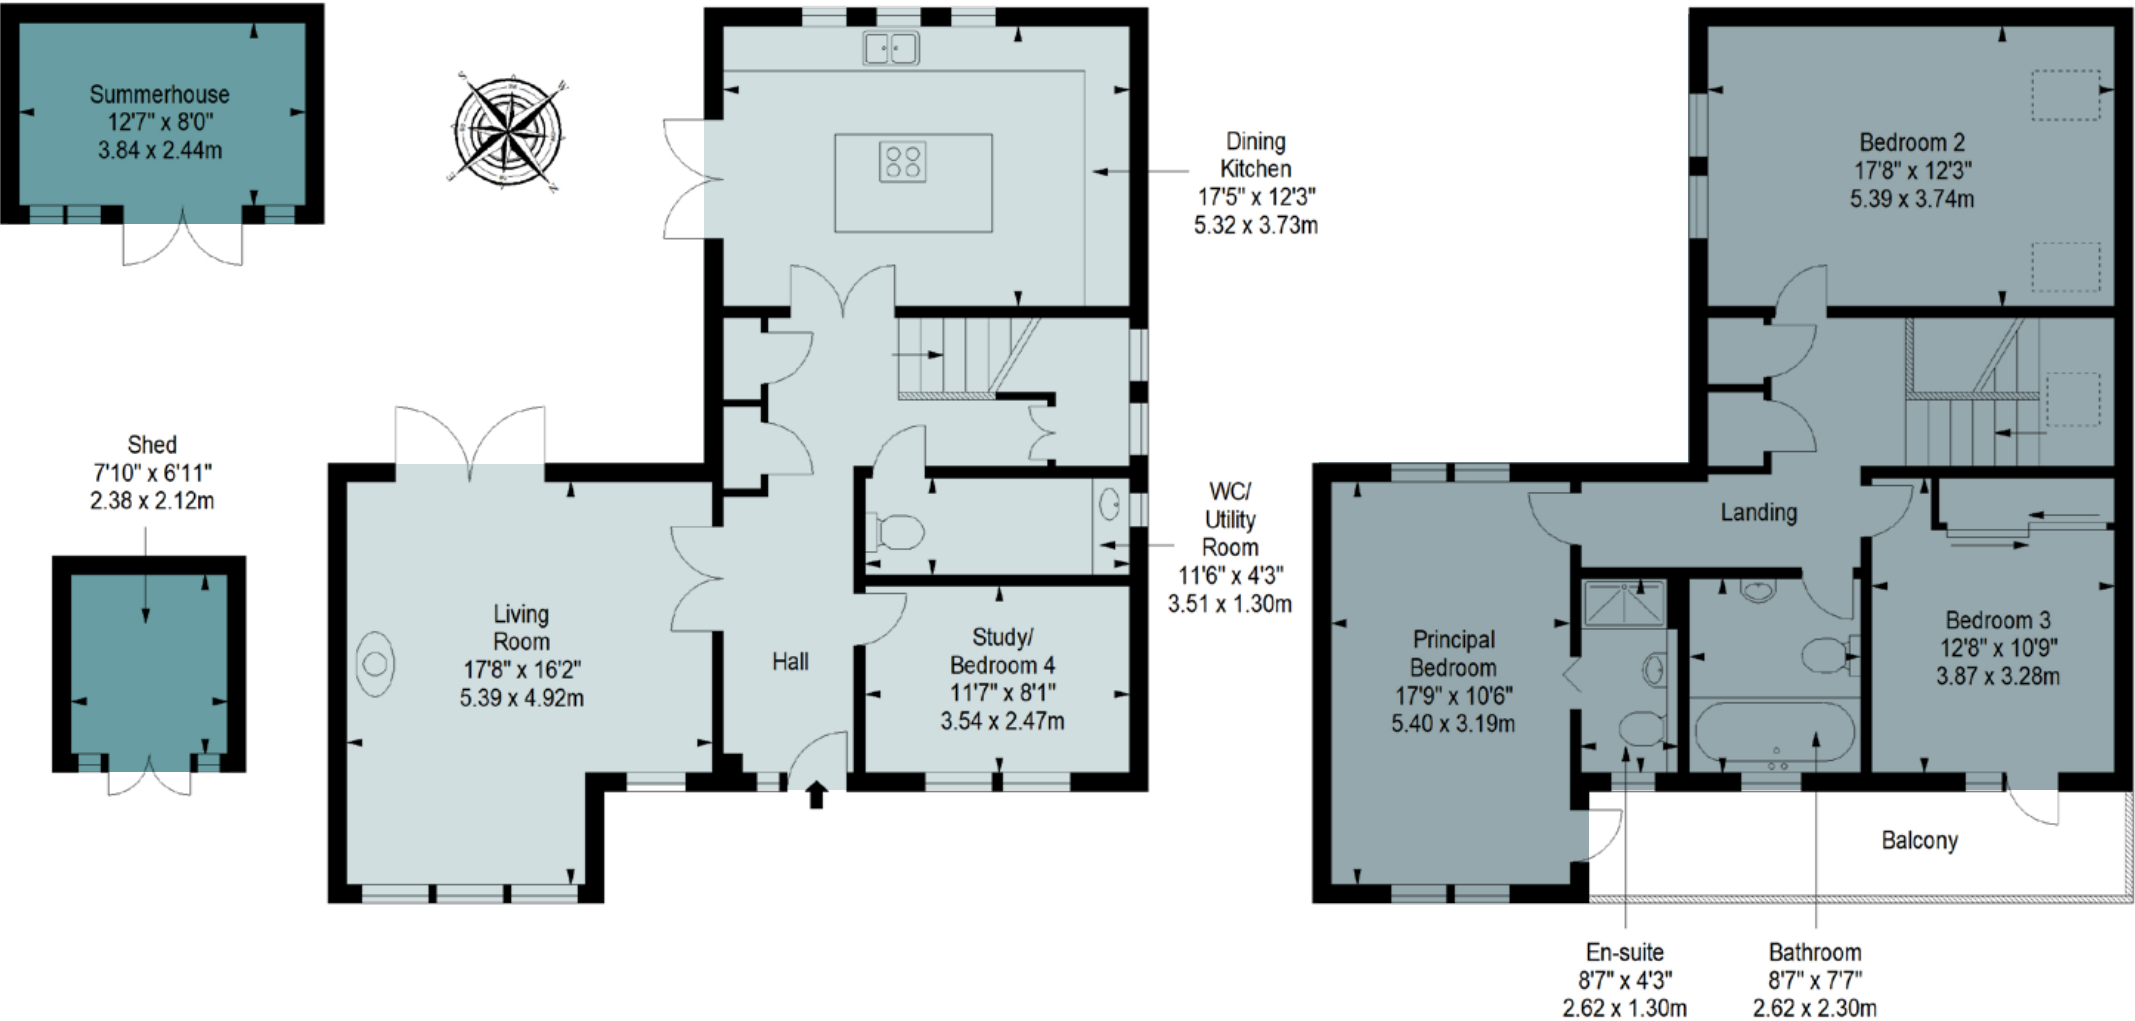 Summerhouse
12'7" x 8'0"
3.84 x 2.44m
S
W
E
N
Dining
Kitchen
17'5" x 12'3"
5.32 x 3.73m
Bedroom 2
17'8" x 12'3"
5.39 x 3.74m
Shed
7'10" x 6'11"
2.38 x 2.12m
WC/
Utility
Room
11'6" x 4'3"
3.51 x 1.30m
Living
Room
17'8" x 16'2"
5.39 x 4.92m
Hall
Study/
Bedroom 4
11'7" x 8'1"
3.54 x 2.47m
Landing
Principal
Bedroom
17'9" x 10'6"
5.40 x 3.19m
Bedroom 3
12'8" x 10'9"
3.87 x 3.28m
Balcony
En-suite
8'7" x 4'3"
2.62 x 1.30m
Bathroom
8'7" x 7'7"
2.62 x 2.30m